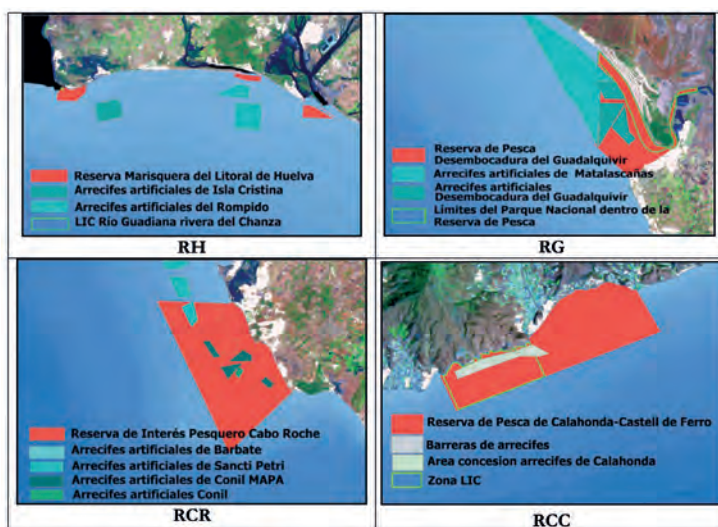 Reserva Marisquera del Litoral de Huelva
Arrecifes artificiales de Isla Cristina
Arrecifes artificiales del Rompido
LIC Río Guadiana rivera del Chanza
RH
Reserva de Pesca
Desembocadura del Guadalquivir
Arrecifes artificiales de Matalascañas
Arrecifes artificiales
Desembocadura del Guadalquivir
Límites del Parque Nacional dentro de la
Reserva de Pesca
RG
Reserva de Interés Pesquero Cabo Roche
Arrecifes artificiales de Barbate
Arrecifes artificiales de Sancti Petri
Arrecifes artificiales de Conil MAPA
Arrecifes artificiales Conil
RCR
Reserva de Pesca de Calahonda-Castell de Ferro
Barreras de arrecifes
Area concesion arrecifes de Calahonda
Zona LIC
RCC